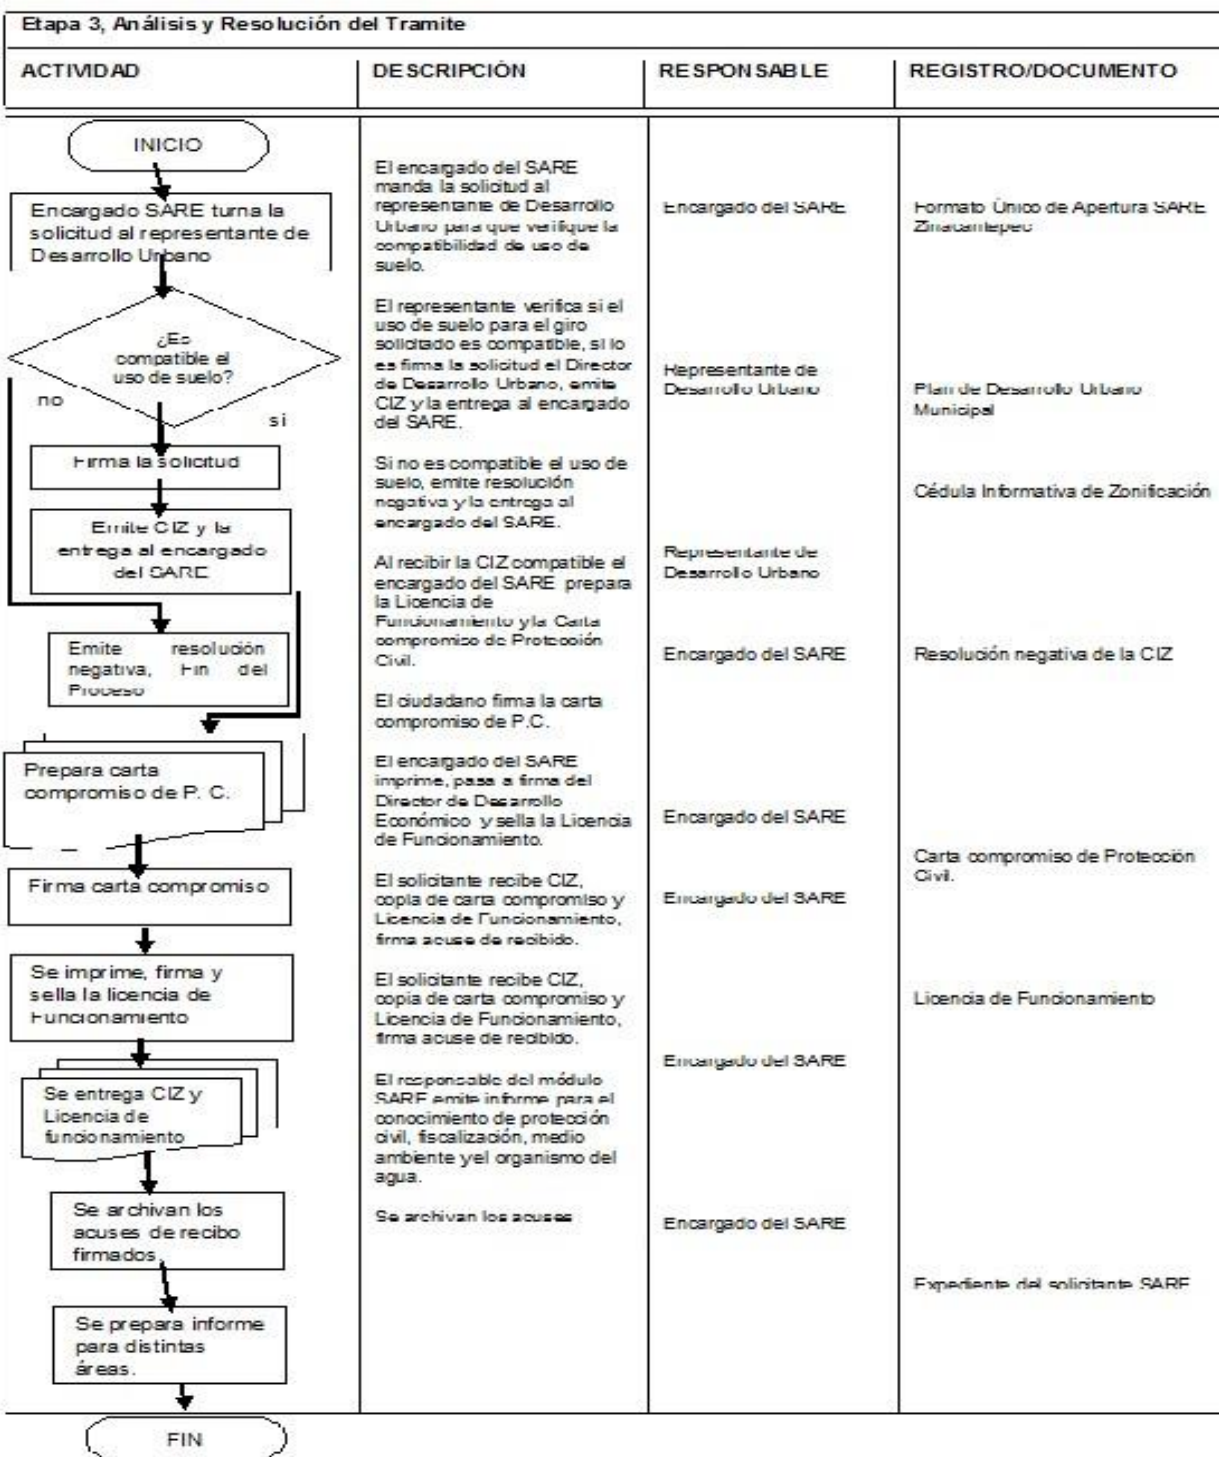 Etapa 3, Análisis y Resolución del Tramite
ACTIVIDAD
DESCRIPCIÓN
RESPONSABLE
REGISTRO/DOCUMENTO
INICIO
Encargado SARE turna la
solicitud al representante de
Desarrollo Urbano
¿Es
compatible el
uso de suelo?
no
si
Firma la solicitud
Emite CIZ y la
entrega al encargado
del SARE
Emite resolución
negativa, Fin del
Proceso
Prepara carta
compromiso de P. C.
Firma carta compromiso
Se imprime, firma y
sella la licencia de
Funcionamiento
Se entrega CIZ y
Licencia de
funcionamiento
Se archivan los
acuses de recibo
firmados.
Se prepara informe
para distintas
áreas.
FIN
El encargado del SARE
manda la solicitud al
representante de Desarrollo
Urbano para que verifique la
compatibilidad de uso de
suelo.
El representante verifica si el
uso de suelo para el giro
solicitado es compatible, si lo
es firma la solicitud el Director
de Desarrollo Urbano, emite
CIZ y la entrega al encargado
del SARE.
Si no es compatible el uso de
suelo, emite resolución
negativa y la entrega al
encargado del SARE.
Al recibir la CIZ compatible el
encargado del SARE prepara
la Licencia de
Funcionamiento y la Carta
compromiso de Protección
Civil.
El ciudadano firma la carta
compromiso de P.C.
El encargado del SARE
imprime, pasa a firma del
Director de Desarrollo
Económico y sella la Licencia
de Funcionamiento.
El solicitante recibe CIZ,
copia de carta compromiso y
Licencia de Funcionamiento,
firma acuse de recibido.
El solicitante recibe CIZ,
copia de carta compromiso y
Licencia de Funcionamiento,
firma acuse de recibido.
El responsable del módulo
SARE emite informe para el
conocimiento de protección
civil, fiscalización, medio
ambiente y el organismo del
agua.
Se archivan los acuses
Encargado del SARE
Representante de
Desarrollo Urbano
Representante de
Desarrollo Urbano
Encargado del SARE
Encargado del SARE
Encargado del SARE
Encargado del SARE
Encargado del SARE
Formato Único de Apertura SARE
Zinacantepec
Plan de Desarrollo Urbano
Municipal
Cédula Informativa de Zonificación
Resolución negativa de la CIZ
Carta compromiso de Protección
Civil.
Licencia de Funcionamiento
Expediente del solicitante SARE